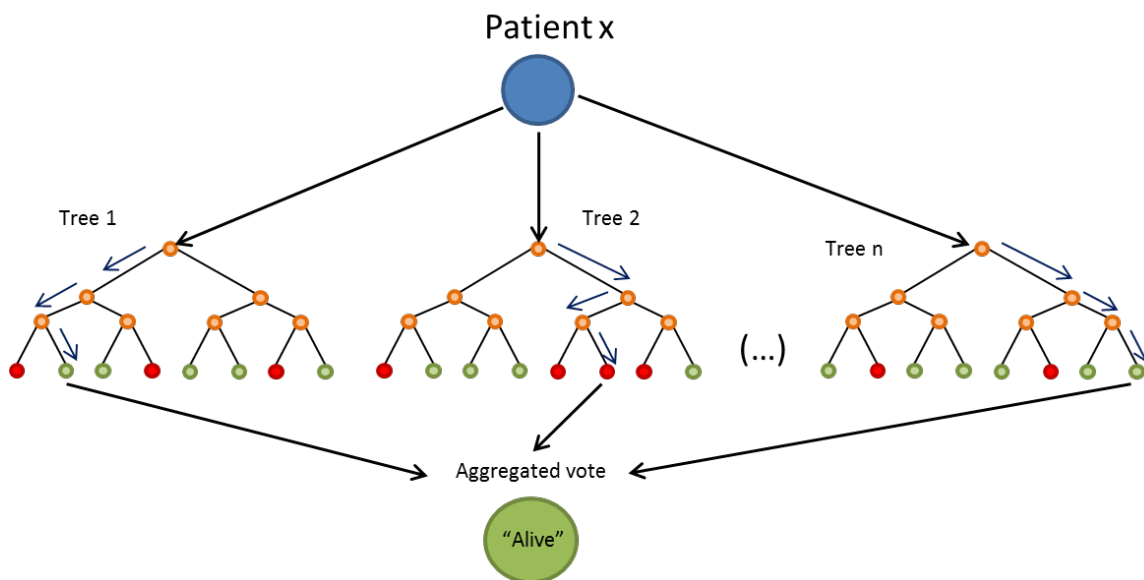 Patient x
Tree 1
Tree 2
Tree n
(...)
Aggregated vote
“Alive”